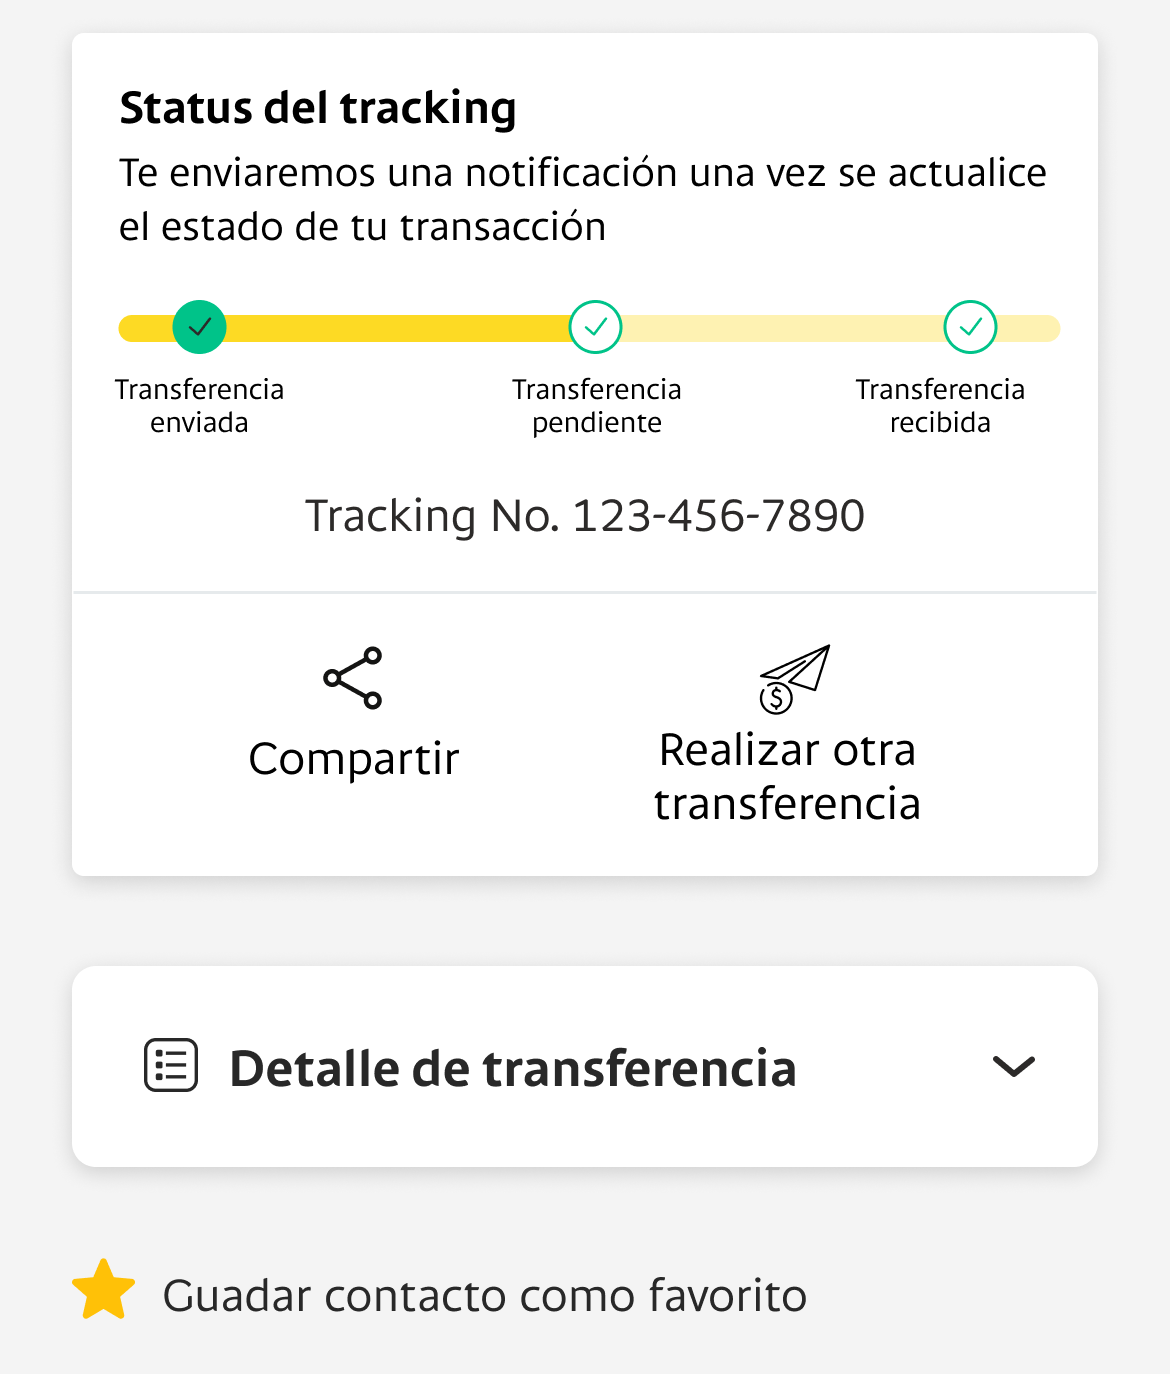 Status del tracking
Te enviaremos una notificación una vez se actualice
el estado de tu transacción
Transferencia
enviada
Transferencia
pendiente
Transferencia
recibida
Tracking No. 123-456-7890
$
Compartir
Realizar otra
transferencia
Detalle de transferencia
Guadar contacto como favorito